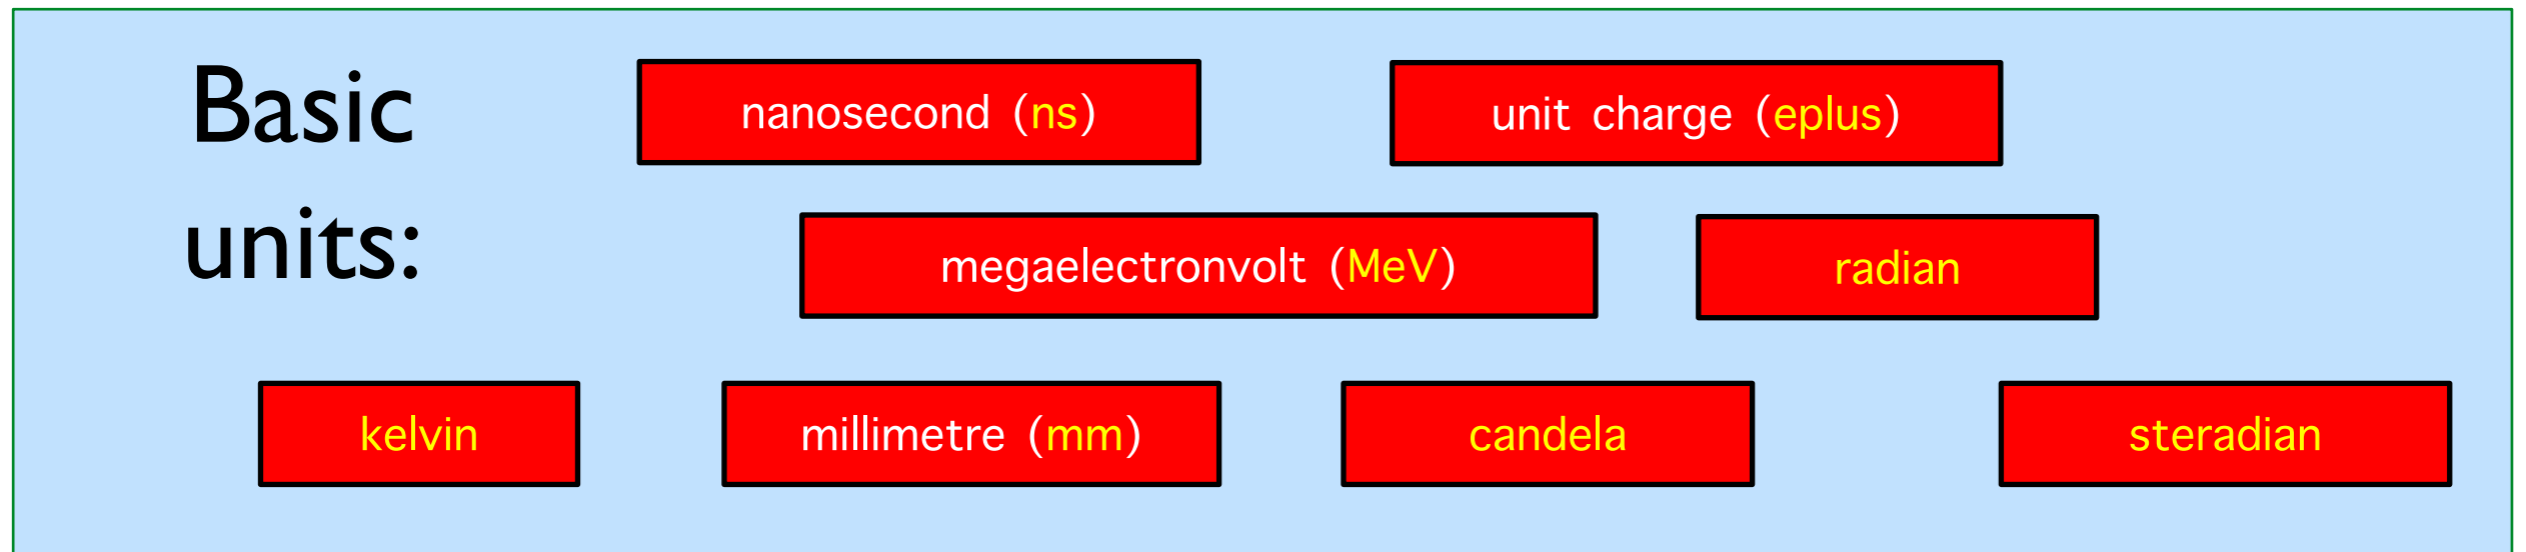 Basic
units:
nanosecond (ns)
unit charge (eplus)
megaelectronvolt (MeV)
radian
kelvin
millimetre (mm)
candela
steradian